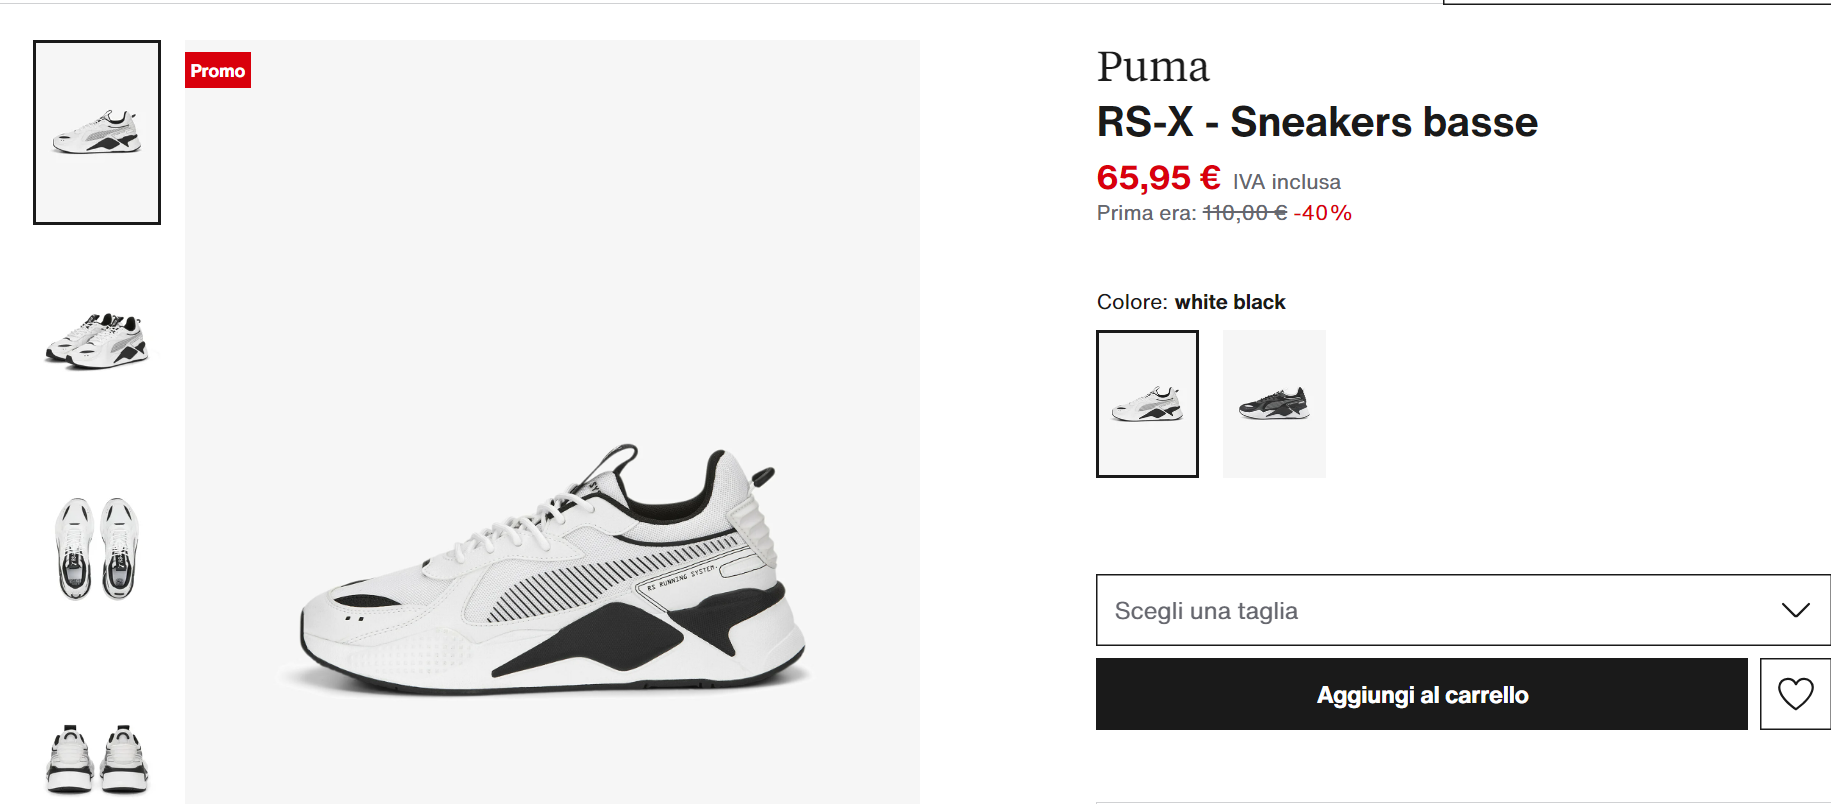 Promo
Puma
RS-X - Sneakers basse
65,95 € IVA inclusa
Prima era: 110,00 € -40%
Colore: white black
RS RUNNING SYSTEM.
Scegli una taglia
Aggiungi al carrello